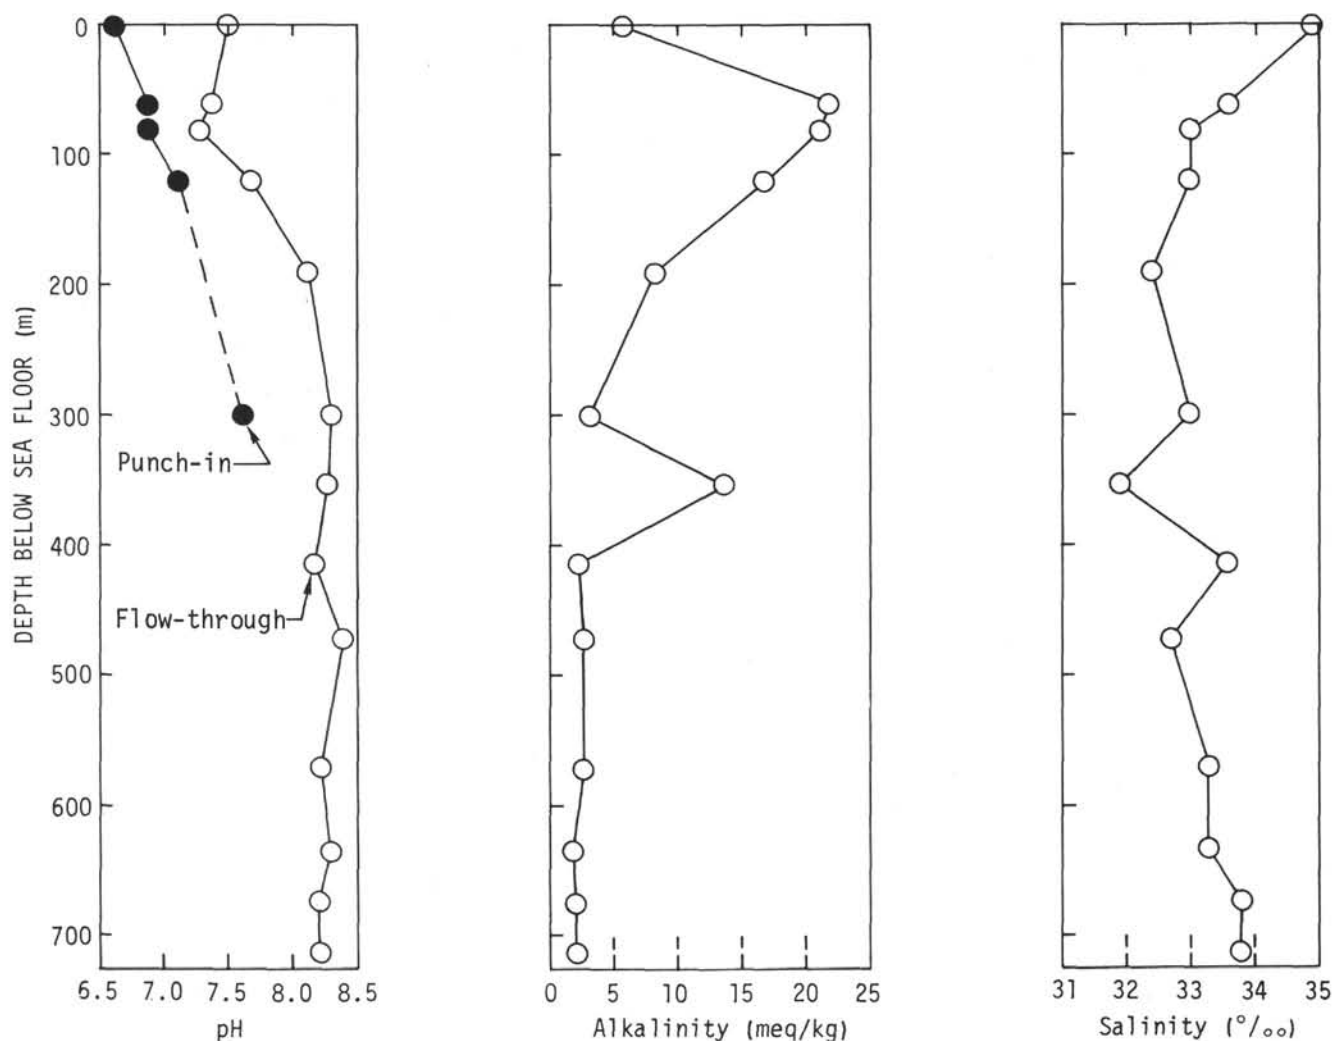 DEPTH BELOW SEA FLOOR (m)
0
100
200
300
400
500
600
700
Punch-in
Flow-through
6.5 7.0 7.5 8.0 8.5
pH
0 5 10 15 20 25
Alkalinity (meq/kg)
31 32 33 34 35
Salinity (°/oo)